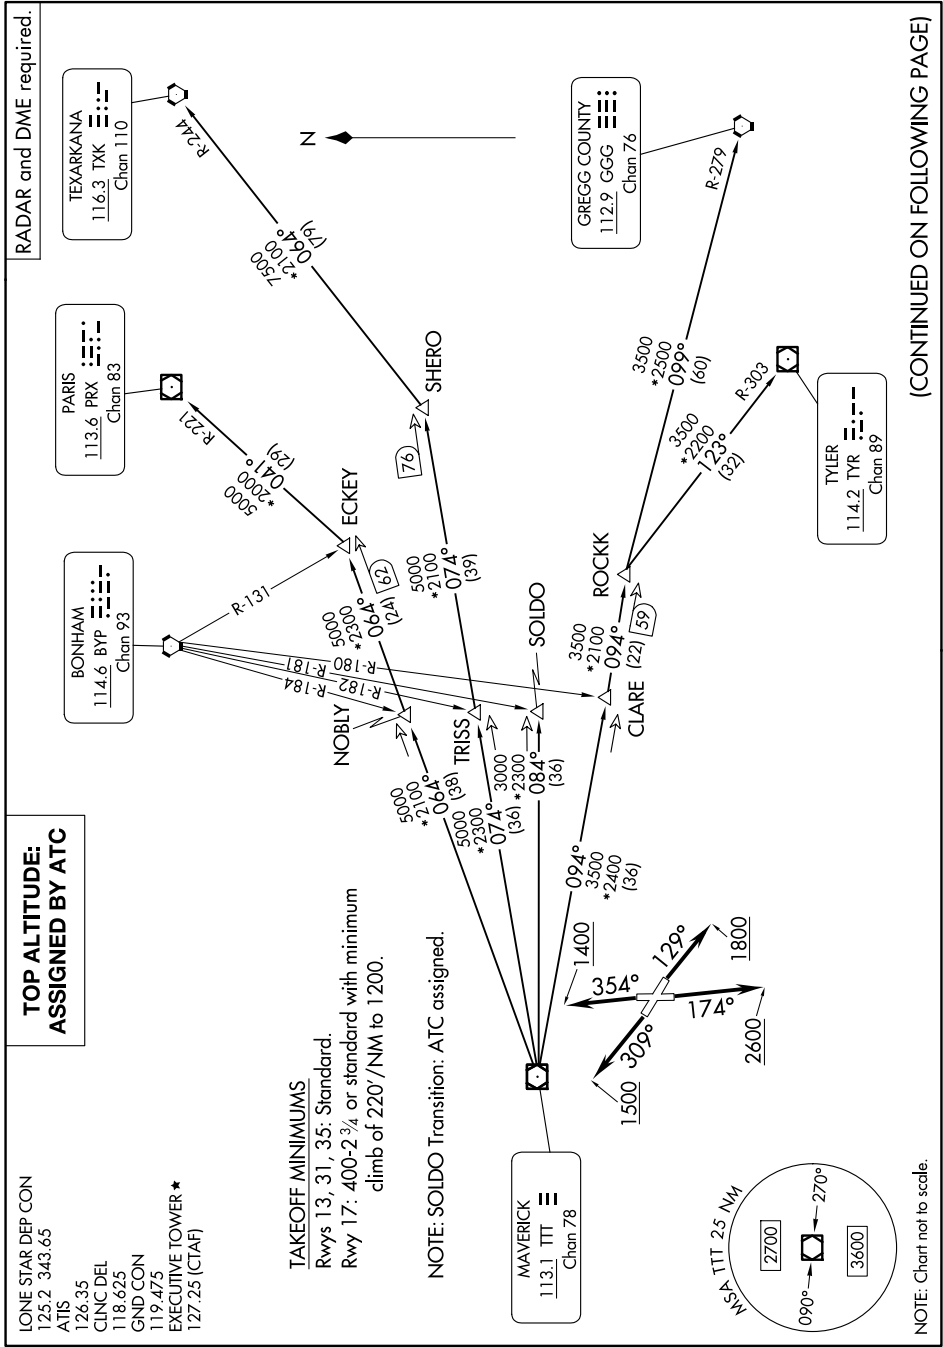 LONE STAR DEP CON
125.2 343.65
ATIS
126.35
CLNC DEL
118.625
GND CON
119.475
EXECUTIVE TOWER ★
127.25 (CTAF)
TOP ALTITUDE:
ASSIGNED BY ATC
RADAR and DME required.
TAKEOFF MINIMUMS
Rwys 13, 31, 35: Standard.
Rwy 17: 400-2 ¾ or standard with minimum
climb of 220'/NM to 1200.
NOTE: SOLDO Transition: ATC assigned.
BONHAM
114.6 BYP
Chan 93
PARIS
113.6 PRX
Chan 83
TEXARKANA
116.3 TXK
Chan 110
R-131
R-184
R-182
R-181
R-180
R-221
5000
*2000
041°
(29)
R-244
7500
*2100
064°
(79)
N
NOBLY
ECKEY
5000
*2300
064°
(24)
62
5000
*2100
064°
(38)
TRISS
SHERO
5000
*2100
074°
(39)
76
5000
*2300
074°
(36)
SOLDO
3000
*2300
084°
(36)
CLARE
ROCKK
3500
*2100
094°
(22)
59
094°
3500
*2400
(36)
3500
*2500
099°
(60)
R-279
3500
*2200
123°
(32)
R-303
GREGG COUNTY
112.9 GGG
Chan 76
TYLER
114.2 TYR
Chan 89
MAVERICK
113.1 TTT
Chan 78
1400
354°
129°
1800
309°
174°
1500
2600
MSA TTT 25 NM
2700
090°
270°
3600
NOTE: Chart not to scale.
(CONTINUED ON FOLLOWING PAGE)